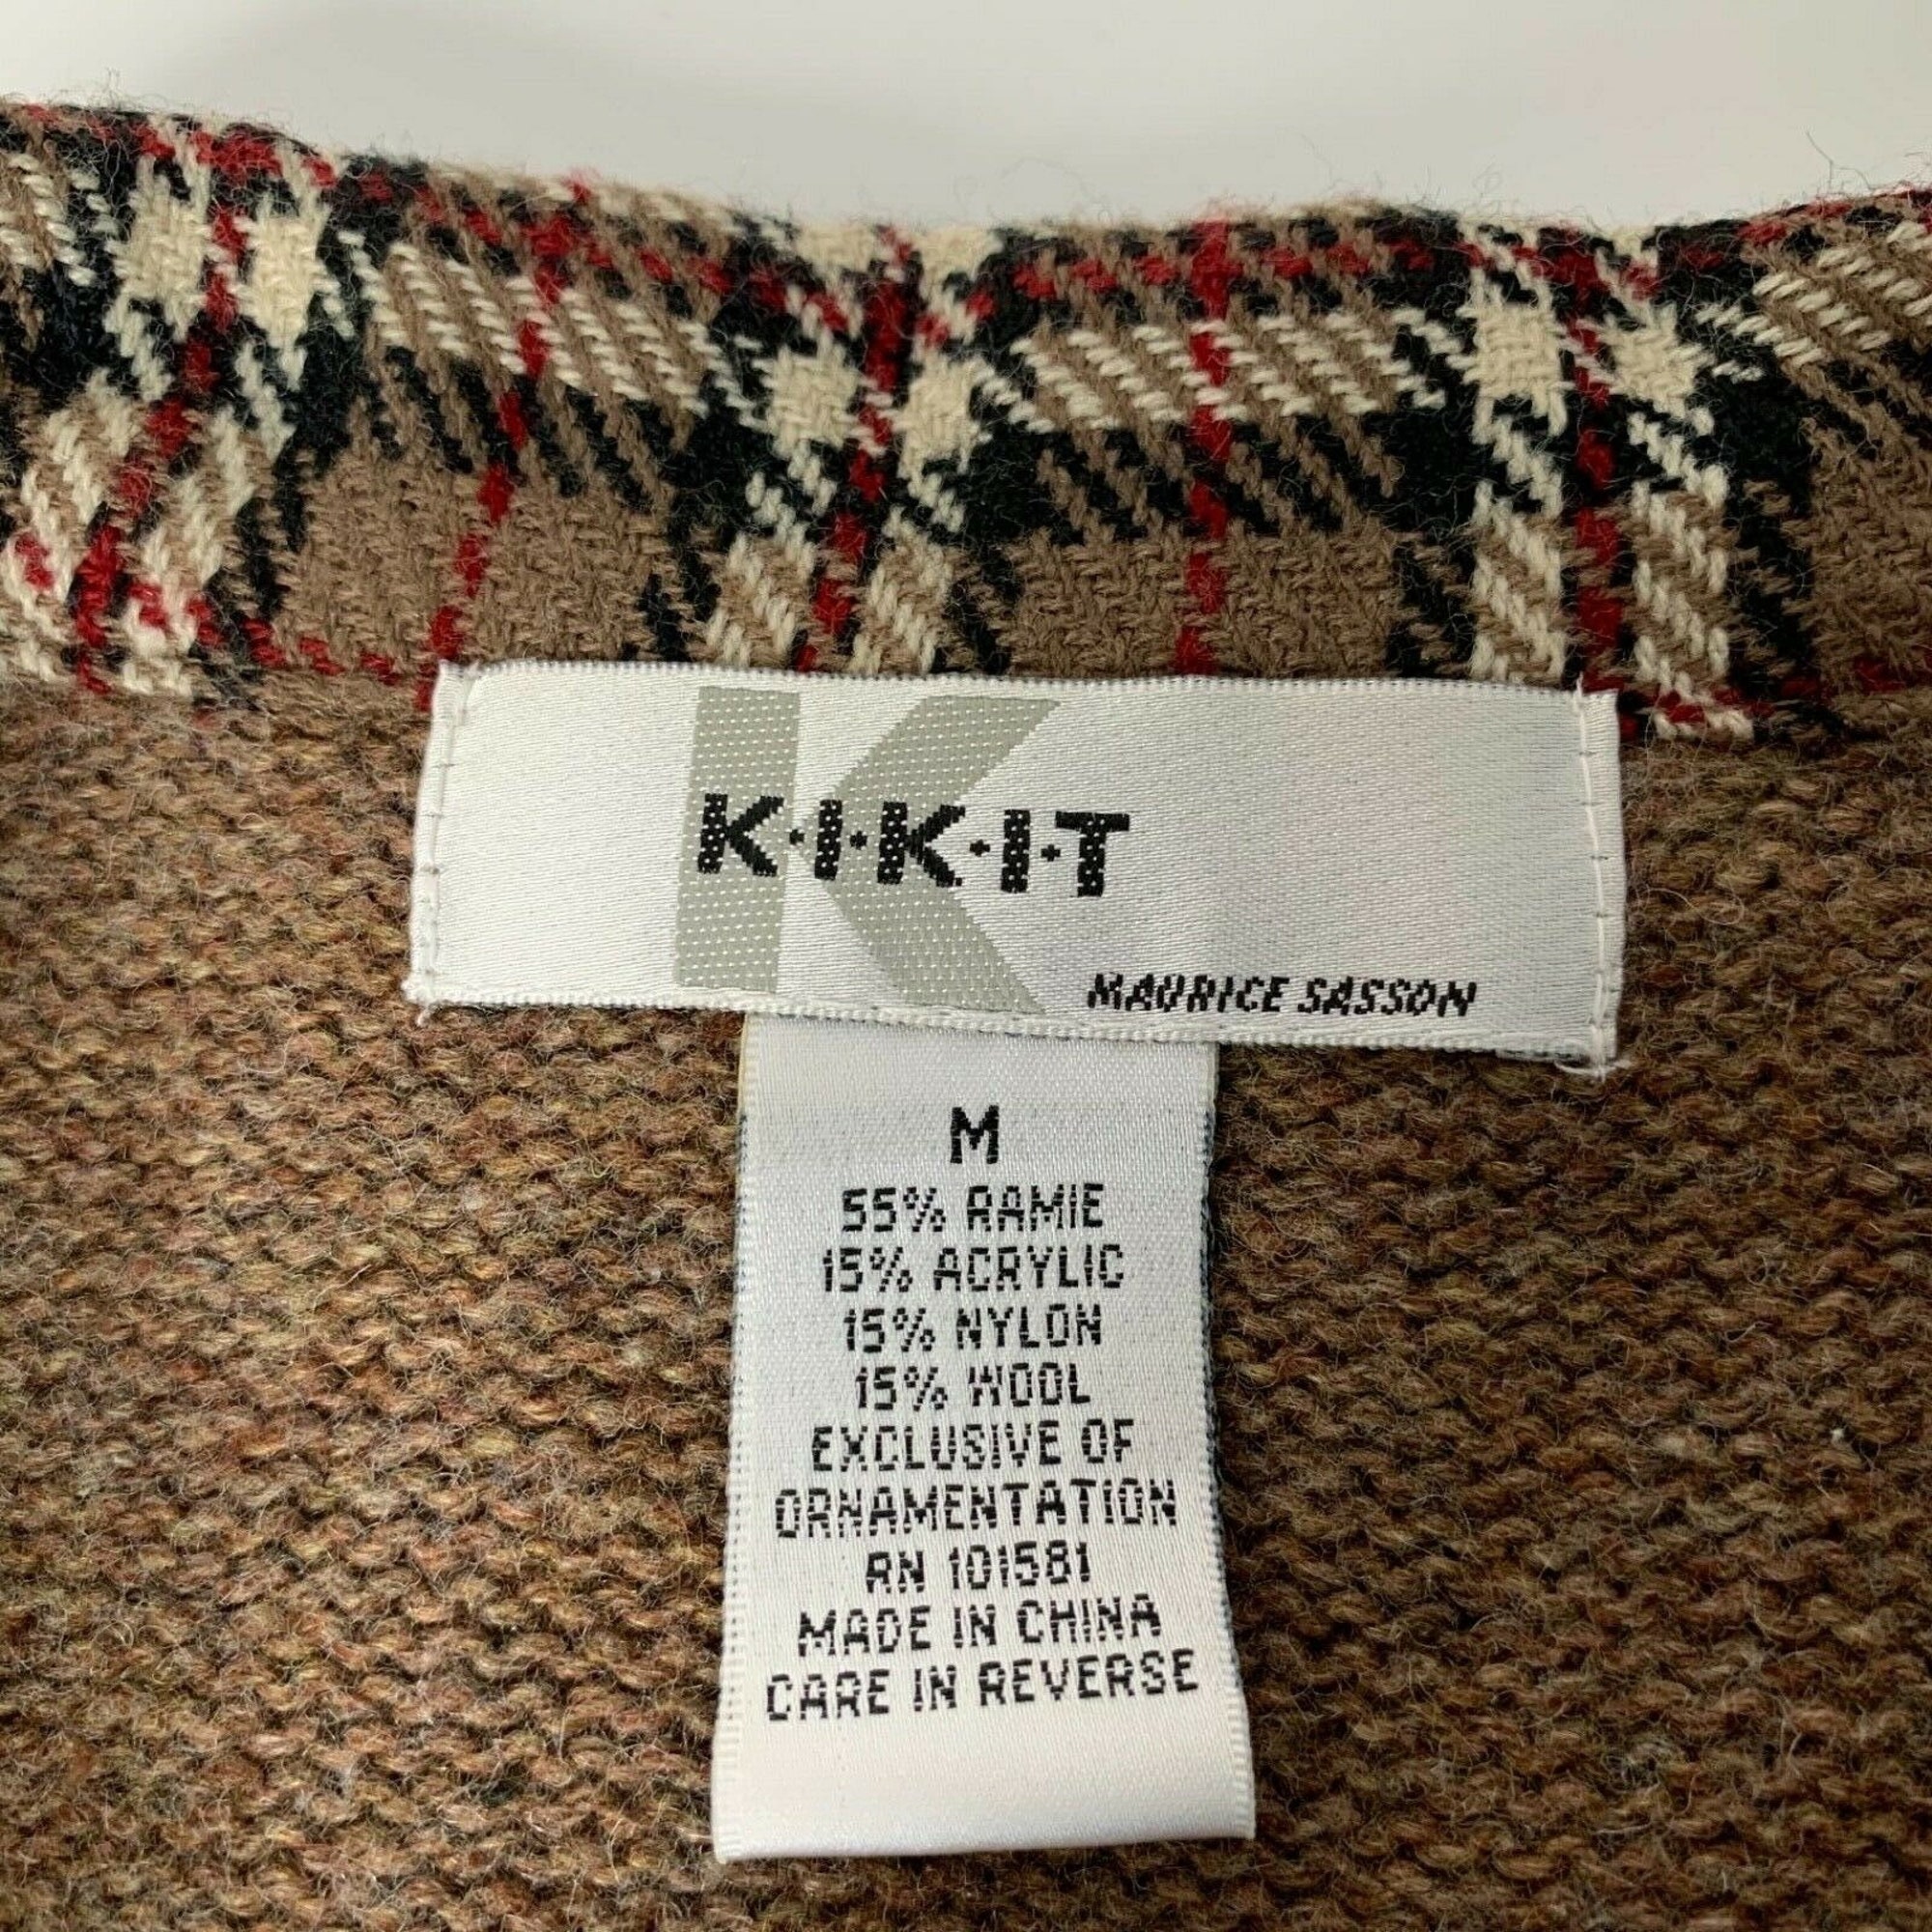 K·I·K·I·T
MAURICE SASSON
M
55% RAMIE
15% ACRYLIC
15% NYLON
15% WOOL
EXCLUSIVE OF
ORNAMENTATION
RN 101581
MADE IN CHINA
CARE IN REVERSE